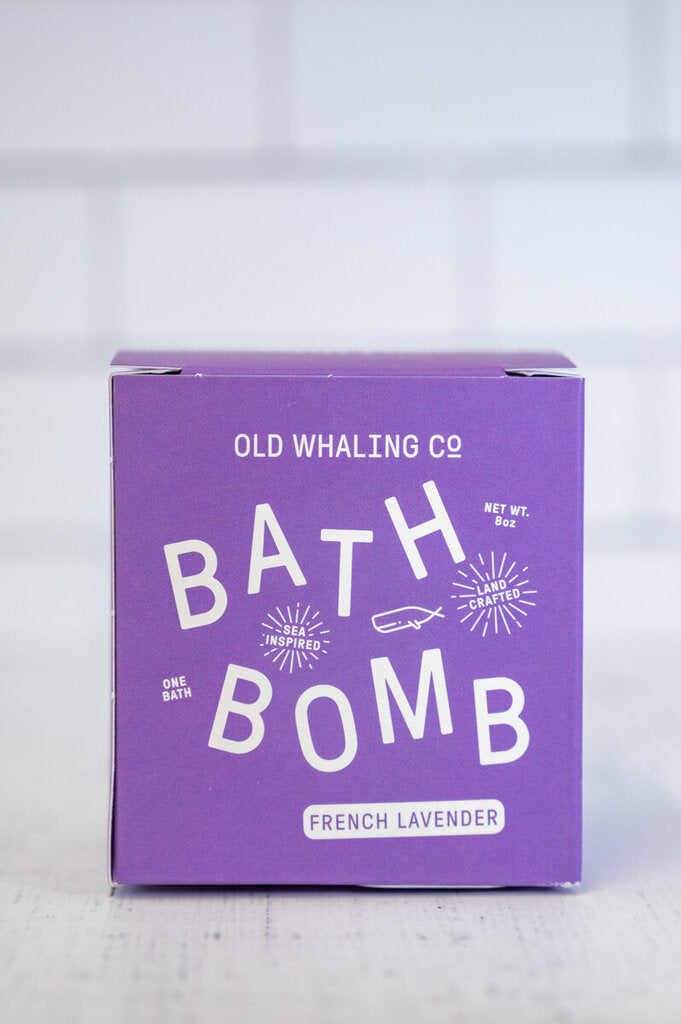 OLD WHALING Co
BATH
NET WT.
8oz
LAND
CRAFTED
SEA
INSPIRED
ONE
BATH
BOMB
FRENCH LAVENDER